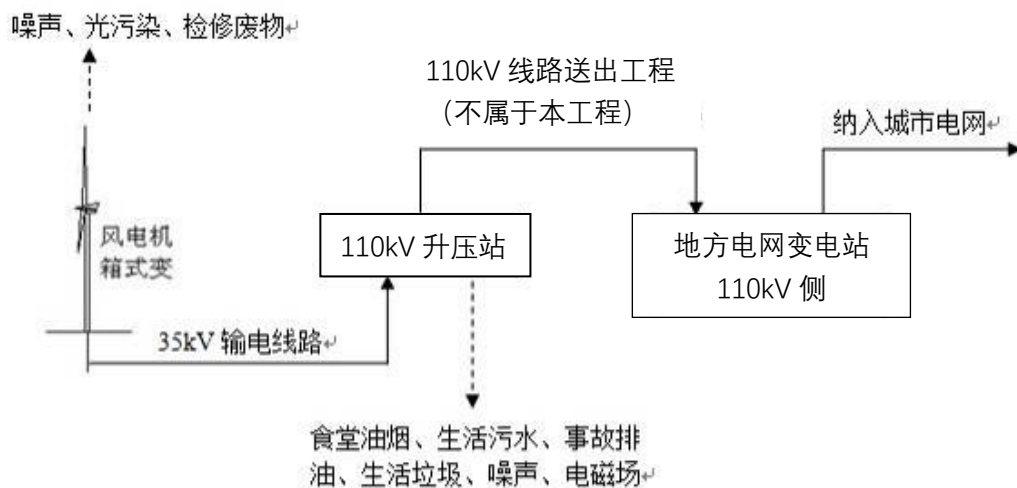 噪声、光污染、检修废物↵
110kV 线路送出工程
（不属于本工程）
纳入城市电网↵
风电机
箱式变
110kV 升压站
地方电网变电站
110kV 侧
35kV 输电线路↵
食堂油烟、生活污水、事故排
油、生活垃圾、噪声、电磁场↵